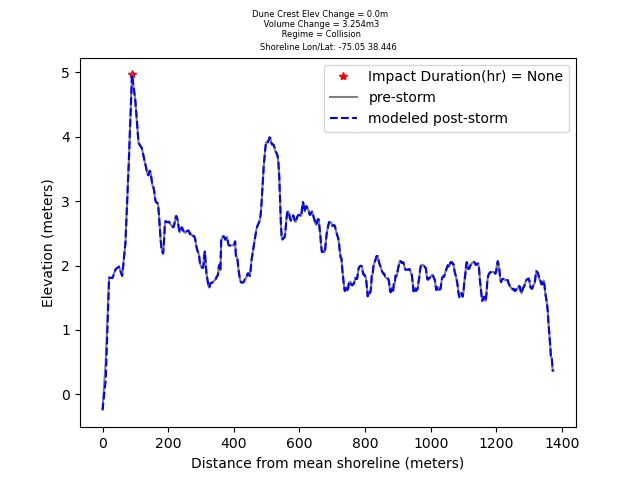 Dune Crest Elev Change = 0.0m
Volume Change = 3.254m3
Regime = Collision
Shoreline Lon/Lat: -75.05 38.446
Impact Duration(hr) = None
pre-storm
modeled post-storm
Elevation (meters)
5
4
3
2
1
0
0 200 400 600 800 1000 1200 1400
Distance from mean shoreline (meters)